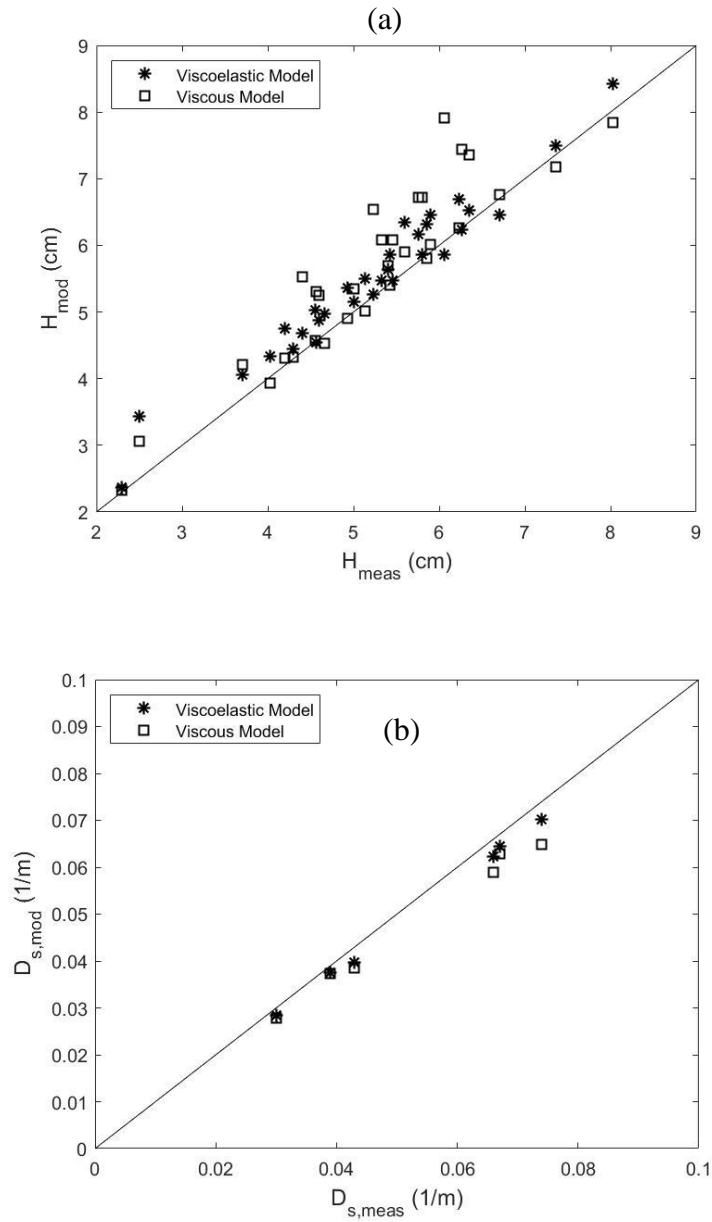 (a)
9
8
7
6
5
4
3
2
H_mod (cm)
Viscoelastic Model
Viscous Model
2 3 4 5 6 7 8 9
H_meas (cm)
0.1
0.09
0.08
0.07
0.06
0.05
0.04
0.03
0.02
0.01
0
D_s,mod (1/m)
Viscoelastic Model
Viscous Model
(b)
0 0.02 0.04 0.06 0.08 0.1
D_s,meas (1/m)